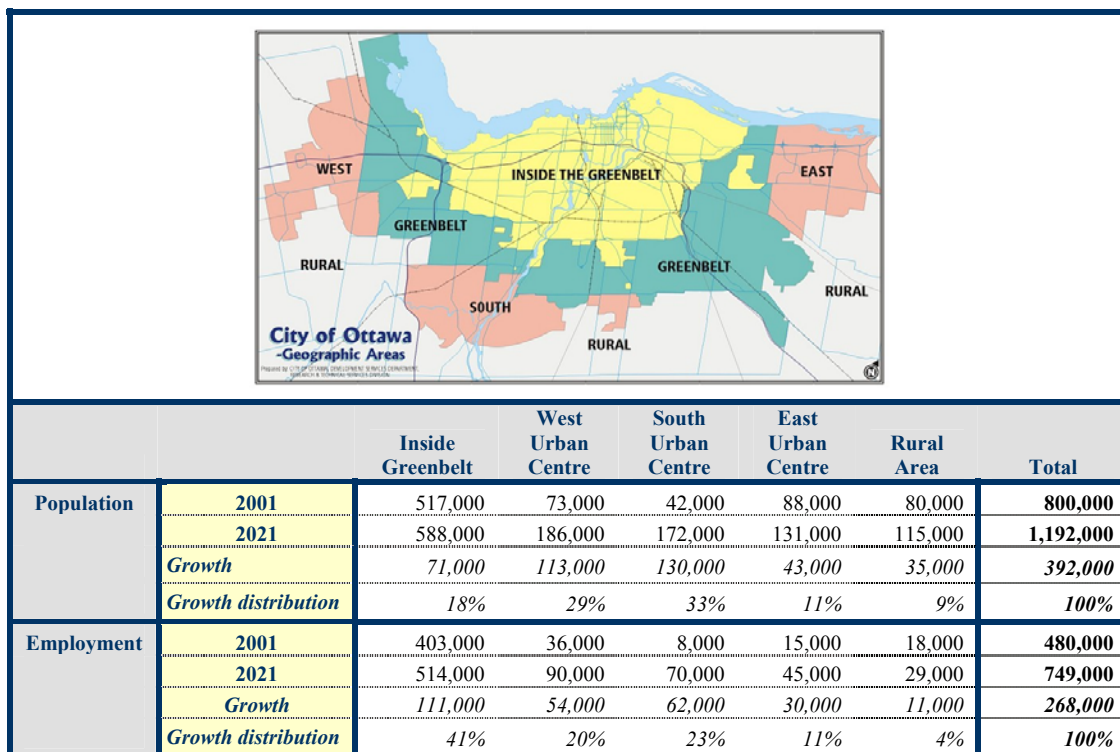 WEST
INSIDE THE GREENBELT
EAST
GREENBELT
RURAL
GREENBELT
RURAL
SOUTH
City of Ottawa
-Geographic Areas
RURAL
N
Inside Greenbelt West Urban Centre South Urban Centre East Urban Centre Rural Area Total
Population 2001 517,000 73,000 42,000 88,000 80,000 800,000
2021 588,000 186,000 172,000 131,000 115,000 1,192,000
Growth 71,000 113,000 130,000 43,000 35,000 392,000
Growth distribution 18% 29% 33% 11% 9% 100%
Employment 2001 403,000 36,000 8,000 15,000 18,000 480,000
2021 514,000 90,000 70,000 45,000 29,000 749,000
Growth 111,000 54,000 62,000 30,000 11,000 268,000
Growth distribution 41% 20% 23% 11% 4% 100%